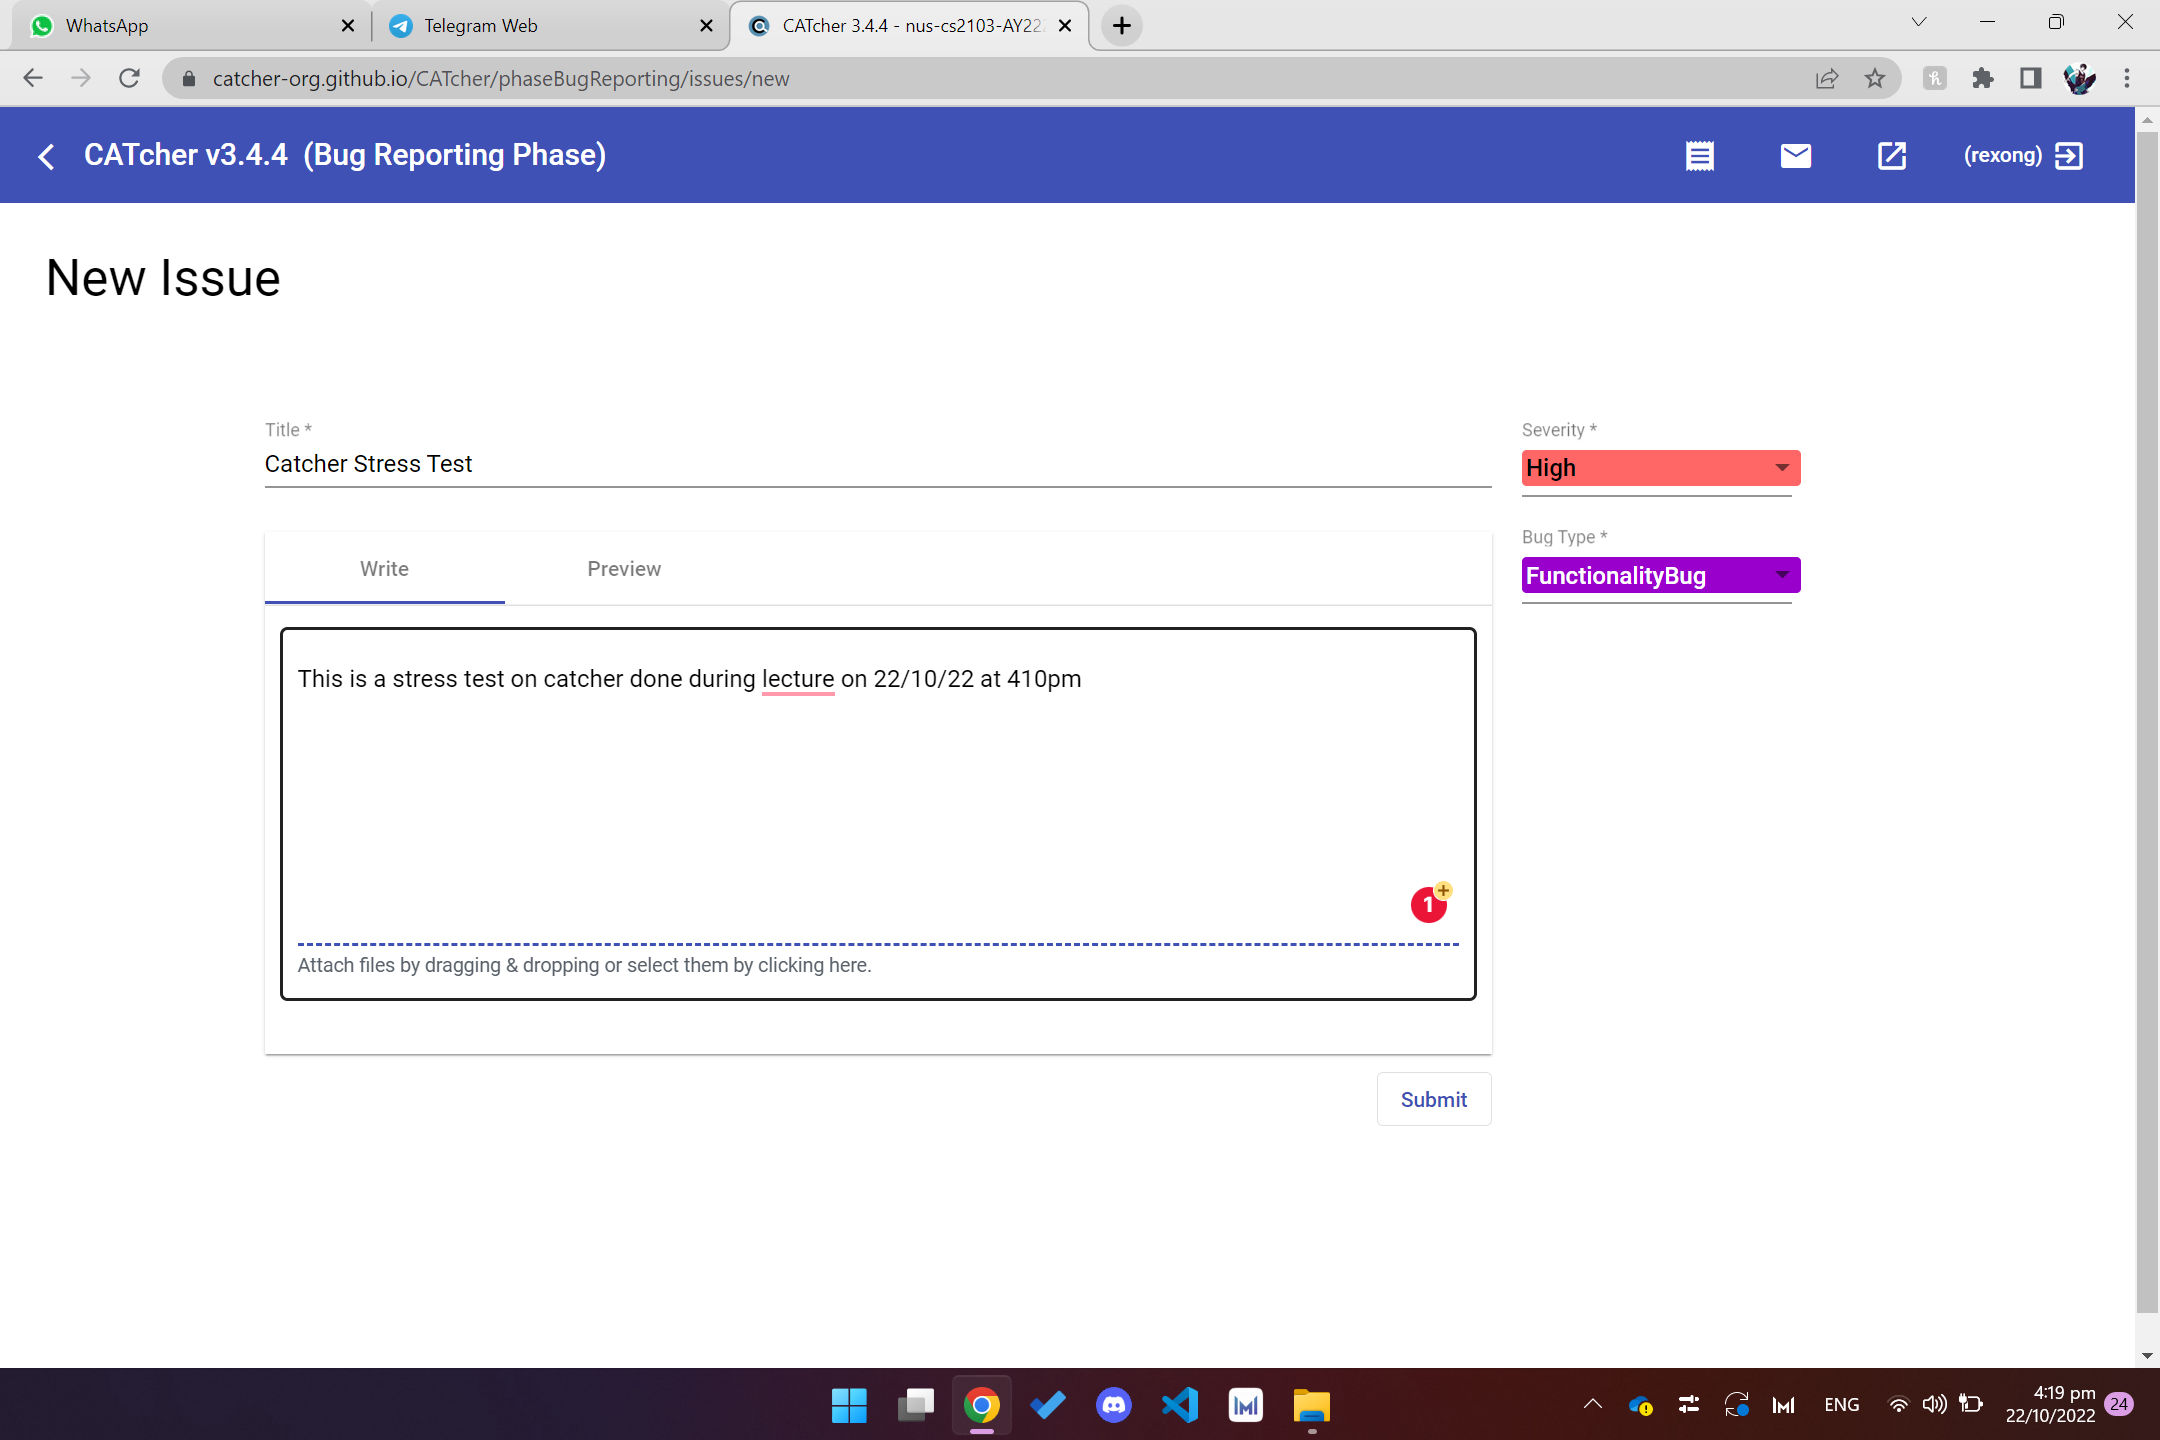 WhatsApp
Telegram Web
CATcher 3.4.4 - nus-cs2103-AY22
catcher-org.github.io/CATcher/phaseBugReporting/issues/new
CATcher v3.4.4 (Bug Reporting Phase)
(rexong)
New Issue
Title *
Catcher Stress Test
Severity *
High
Bug Type *
FunctionalityBug
Write
Preview
This is a stress test on catcher done during lecture on 22/10/22 at 410pm
1
Attach files by dragging & dropping or select them by clicking here.
Submit
ENG
4:19 pm
22/10/2022
24